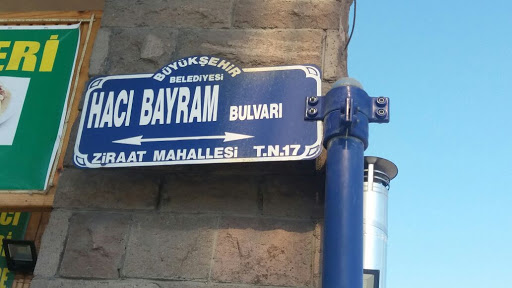 ERİ
BÜYÜKŞEHİR
BELEDİYESİ
HACI BAYRAM BULVARI
ZİRAAT MAHALLESİ T.N.17